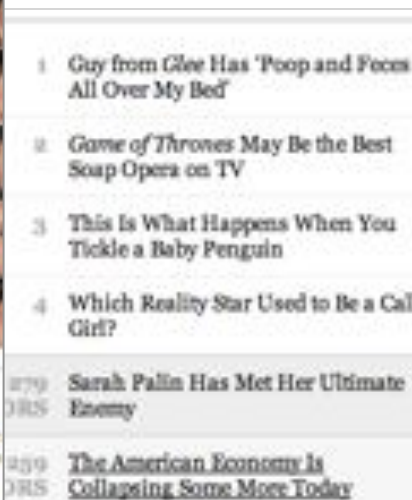 1 Guy from Glee Has 'Poop and Feces
All Over My Bed'
2 Game of Thrones May Be the Best
Soap Opera on TV
3 This Is What Happens When You
Tickle a Baby Penguin
4 Which Reality Star Used to Be a Cal
Girl?
279 Sarah Palin Has Met Her Ultimate
ORS Enemy
259 The American Economy Is
ORS Collapsing Some More Today